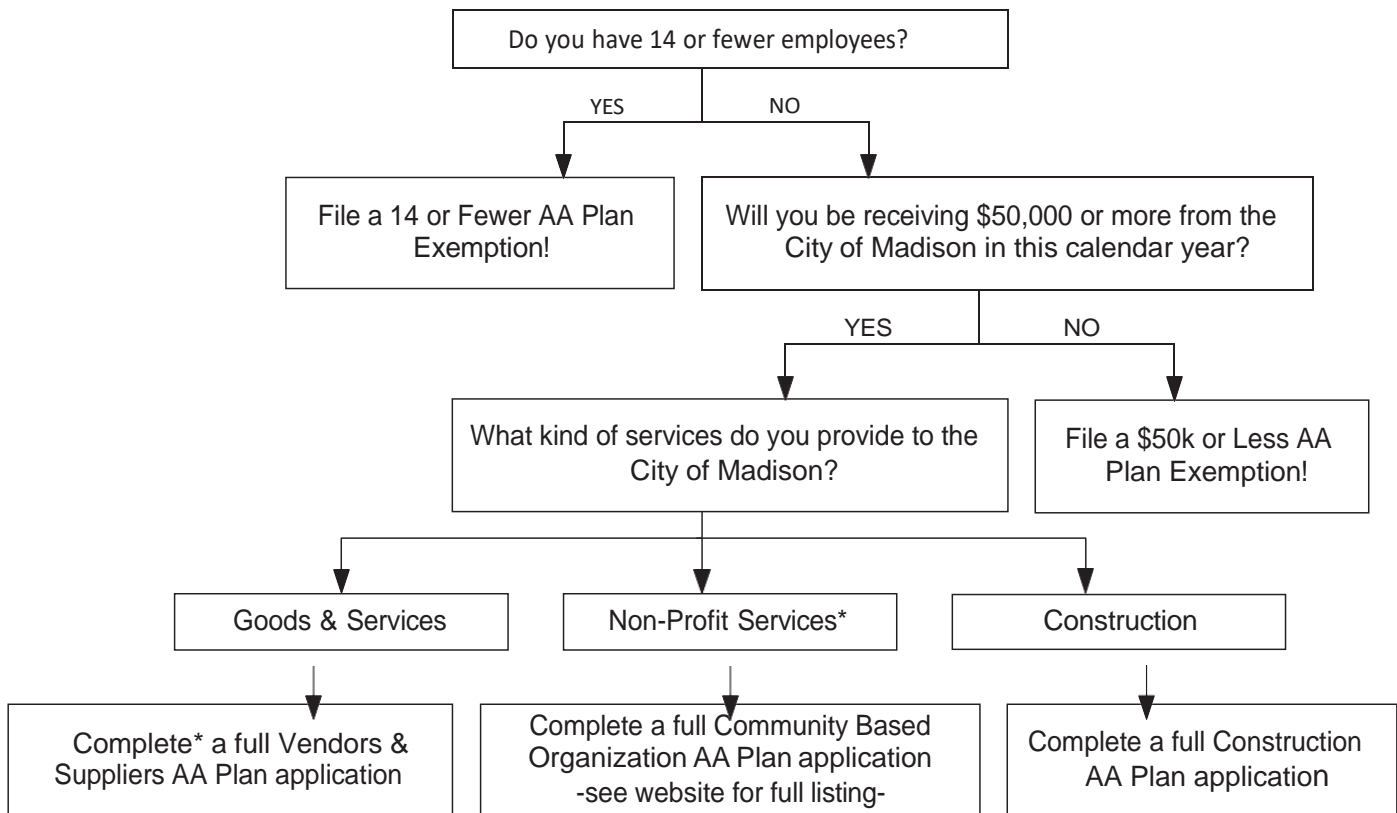 Do you have 14 or fewer employees?
YES
NO
File a 14 or Fewer AA Plan
Exemption!
Will you be receiving $50,000 or more from the
City of Madison in this calendar year?
YES
NO
What kind of services do you provide to the
City of Madison?
File a $50k or Less AA
Plan Exemption!
Goods & Services
Non-Profit Services*
Construction
Complete* a full Vendors &
Suppliers AA Plan application
Complete a full Community Based
Organization AA Plan application
-see website for full listing-
Complete a full Construction
AA Plan application